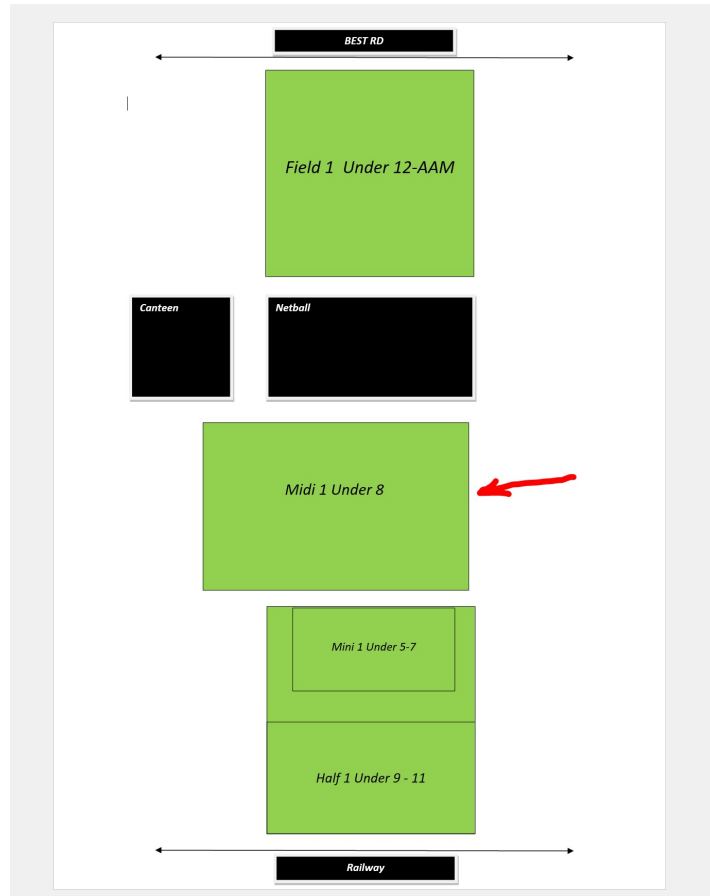 BEST RD
Field 1  Under 12-AAM
Canteen
Netball
Midi 1 Under 8
Mini 1 Under 5-7
Half 1 Under 9 - 11
Railway